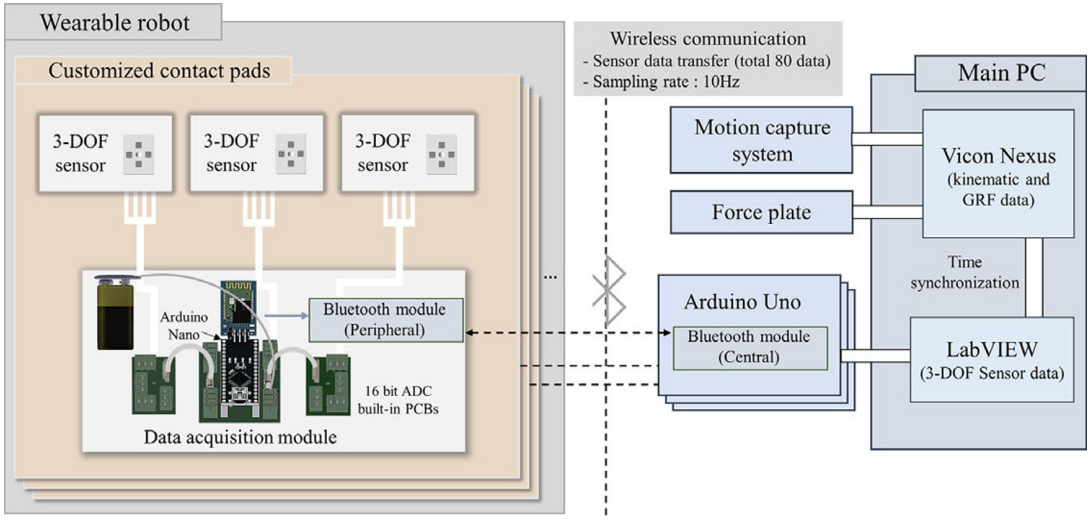 Wearable robot
Customized contact pads
3-DOF
sensor
3-DOF
sensor
3-DOF
sensor
Arduino
Nano
Bluetooth module
(Peripheral)
16 bit ADC
built-in PCBs
Data acquisition module
...
Wireless communication
- Sensor data transfer (total 80 data)
- Sampling rate : 10Hz
Motion capture
system
Force plate
Arduino Uno
Bluetooth module
(Central)
Main PC
Vicon Nexus
(kinematic and
GRF data)
Time
synchronization
LabVIEW
(3-DOF Sensor data)